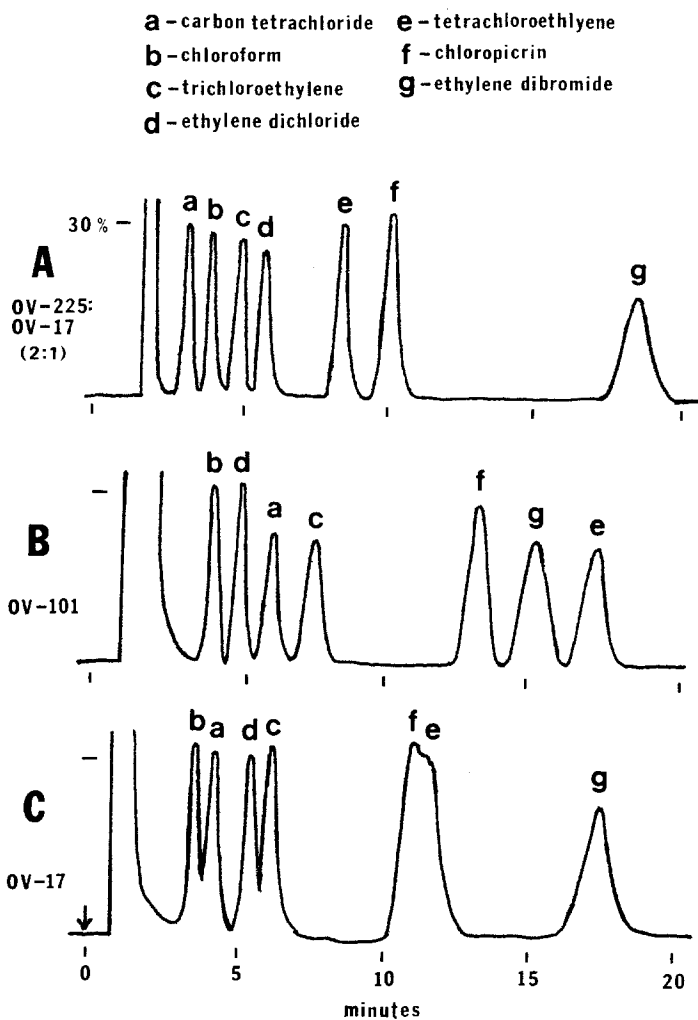 a – carbon tetrachloride e – tetrachloroethlyene
b – chloroform f – chloropicrin
c – trichloroethylene g – ethylene dibromide
d – ethylene dichloride
30% –
a b c d e f g
A
OV-225:
OV-17
(2:1)
b d a c f g e
B
OV-101
b a d c f e g
C
OV-17
0 5 10 15 20
minutes